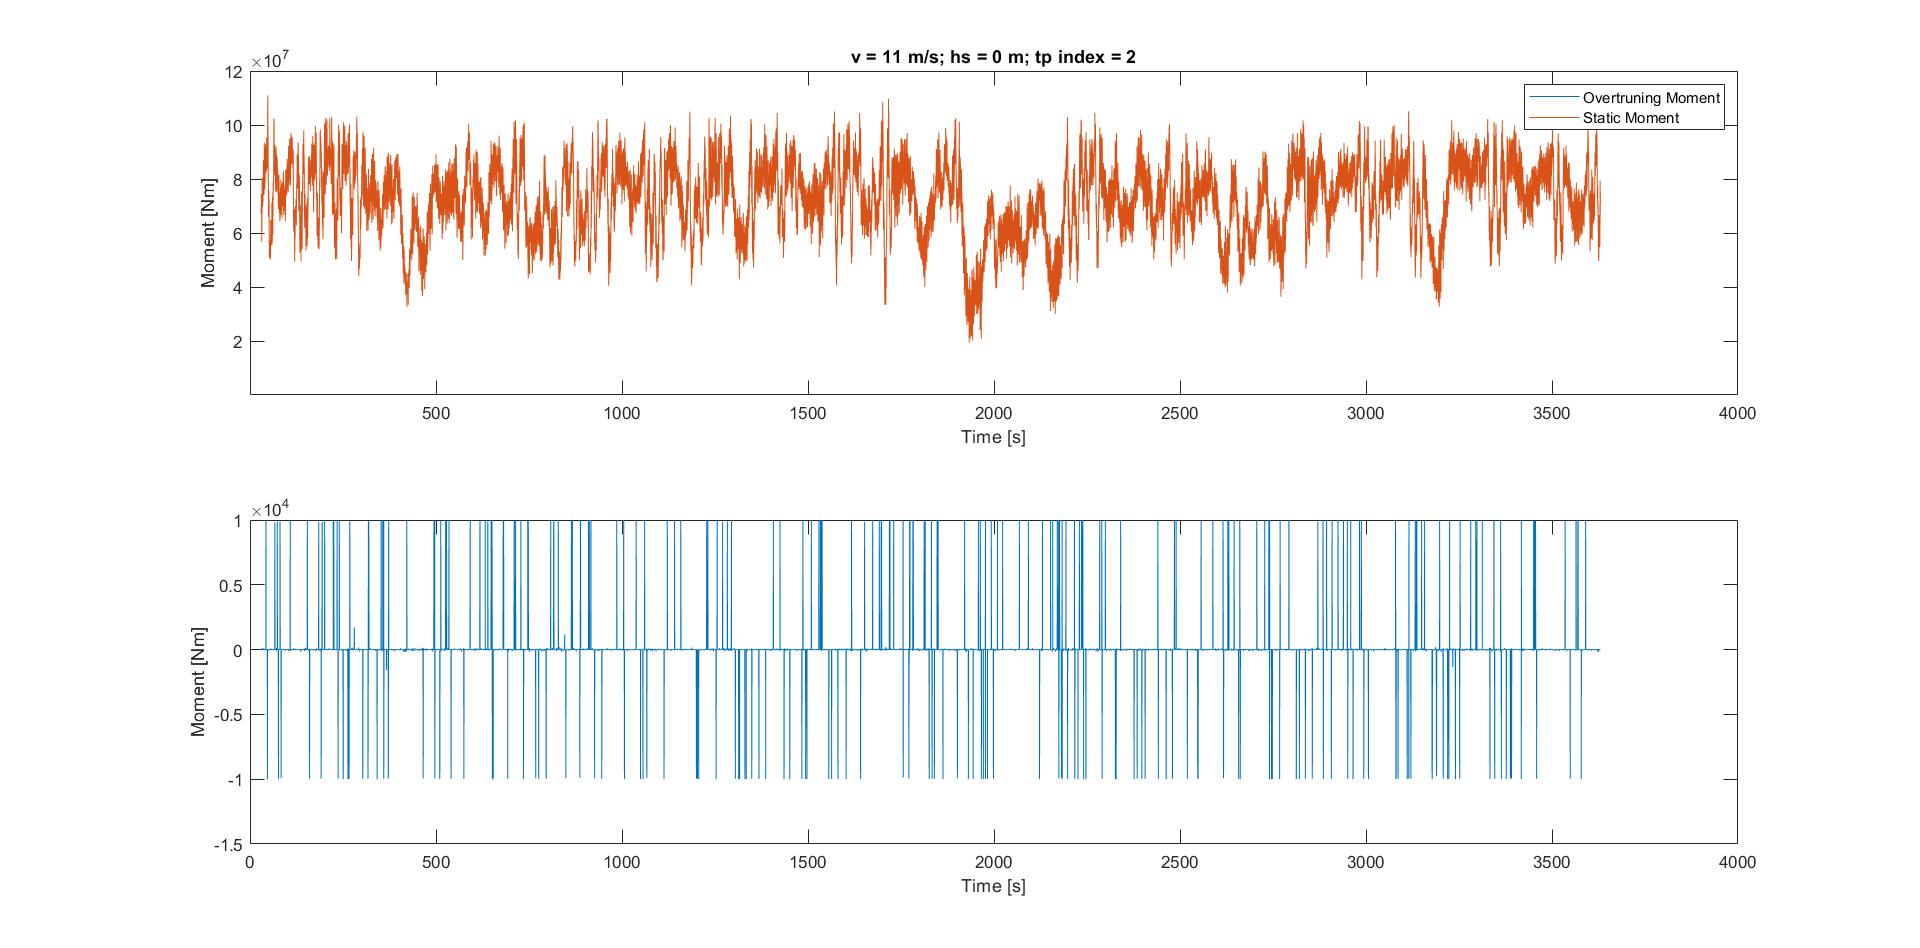 v = 11 m/s; hs = 0 m; tp index = 2
×10^7
12
10
8
6
4
2
Moment [Nm]
Overtruning Moment
Static Moment
500 1000 1500 2000 2500 3000 3500 4000
Time [s]
×10^4
1
0.5
0
-0.5
-1
-1.5
Moment [Nm]
0 500 1000 1500 2000 2500 3000 3500 4000
Time [s]